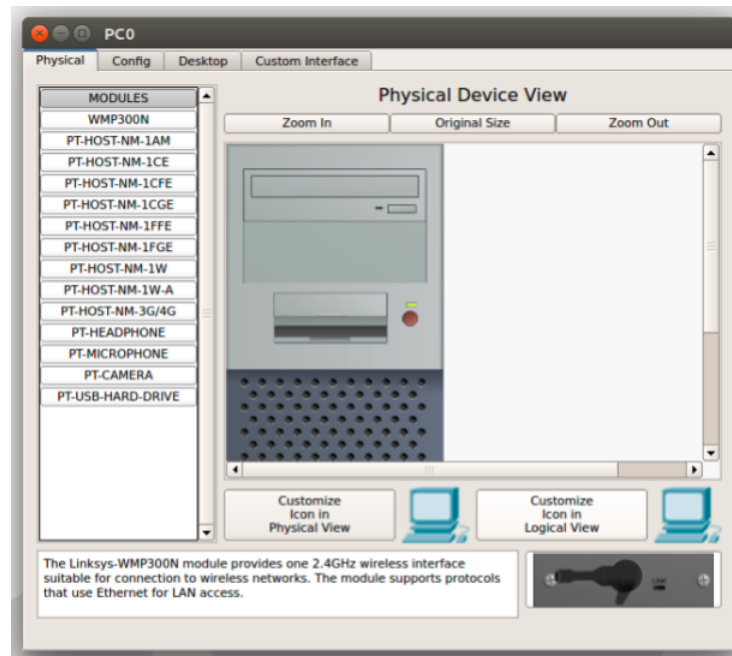 PC0
Physical Config Desktop Custom Interface
MODULES
WMP300N
PT-HOST-NM-1AM
PT-HOST-NM-1CE
PT-HOST-NM-1CFE
PT-HOST-NM-1CGE
PT-HOST-NM-1FFE
PT-HOST-NM-1FGE
PT-HOST-NM-1W
PT-HOST-NM-1W-A
PT-HOST-NM-3G/4G
PT-HEADPHONE
PT-MICROPHONE
PT-CAMERA
PT-USB-HARD-DRIVE
Physical Device View
Zoom In Original Size Zoom Out
Customize
Icon in
Physical View
Customize
Icon in
Logical View
The Linksys-WMP300N module provides one 2.4GHz wireless interface
suitable for connection to wireless networks. The module supports protocols
that use Ethernet for LAN access.
LINK